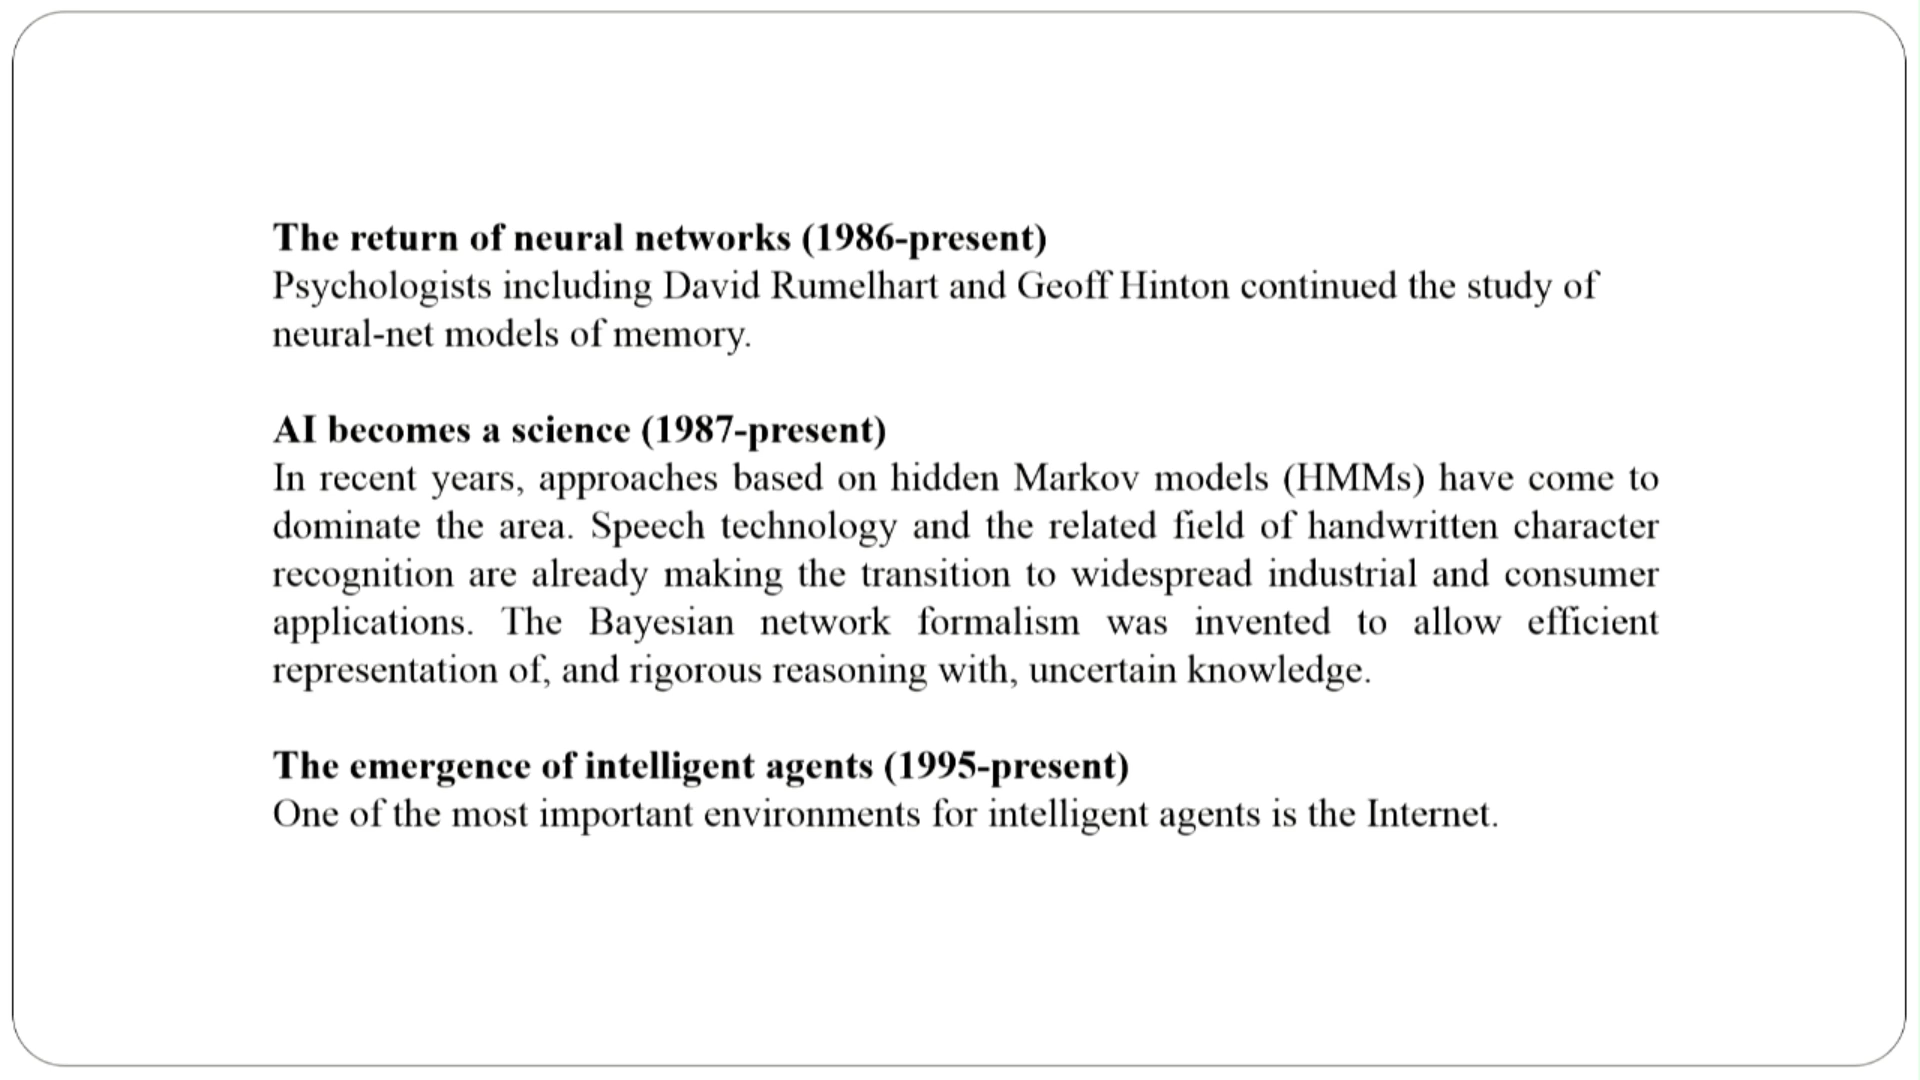 The return of neural networks (1986-present)
Psychologists including David Rumelhart and Geoff Hinton continued the study of
neural-net models of memory.
AI becomes a science (1987-present)
In recent years, approaches based on hidden Markov models (HMMs) have come to
dominate the area. Speech technology and the related field of handwritten character
recognition are already making the transition to widespread industrial and consumer
applications. The Bayesian network formalism was invented to allow efficient
representation of, and rigorous reasoning with, uncertain knowledge.
The emergence of intelligent agents (1995-present)
One of the most important environments for intelligent agents is the Internet.